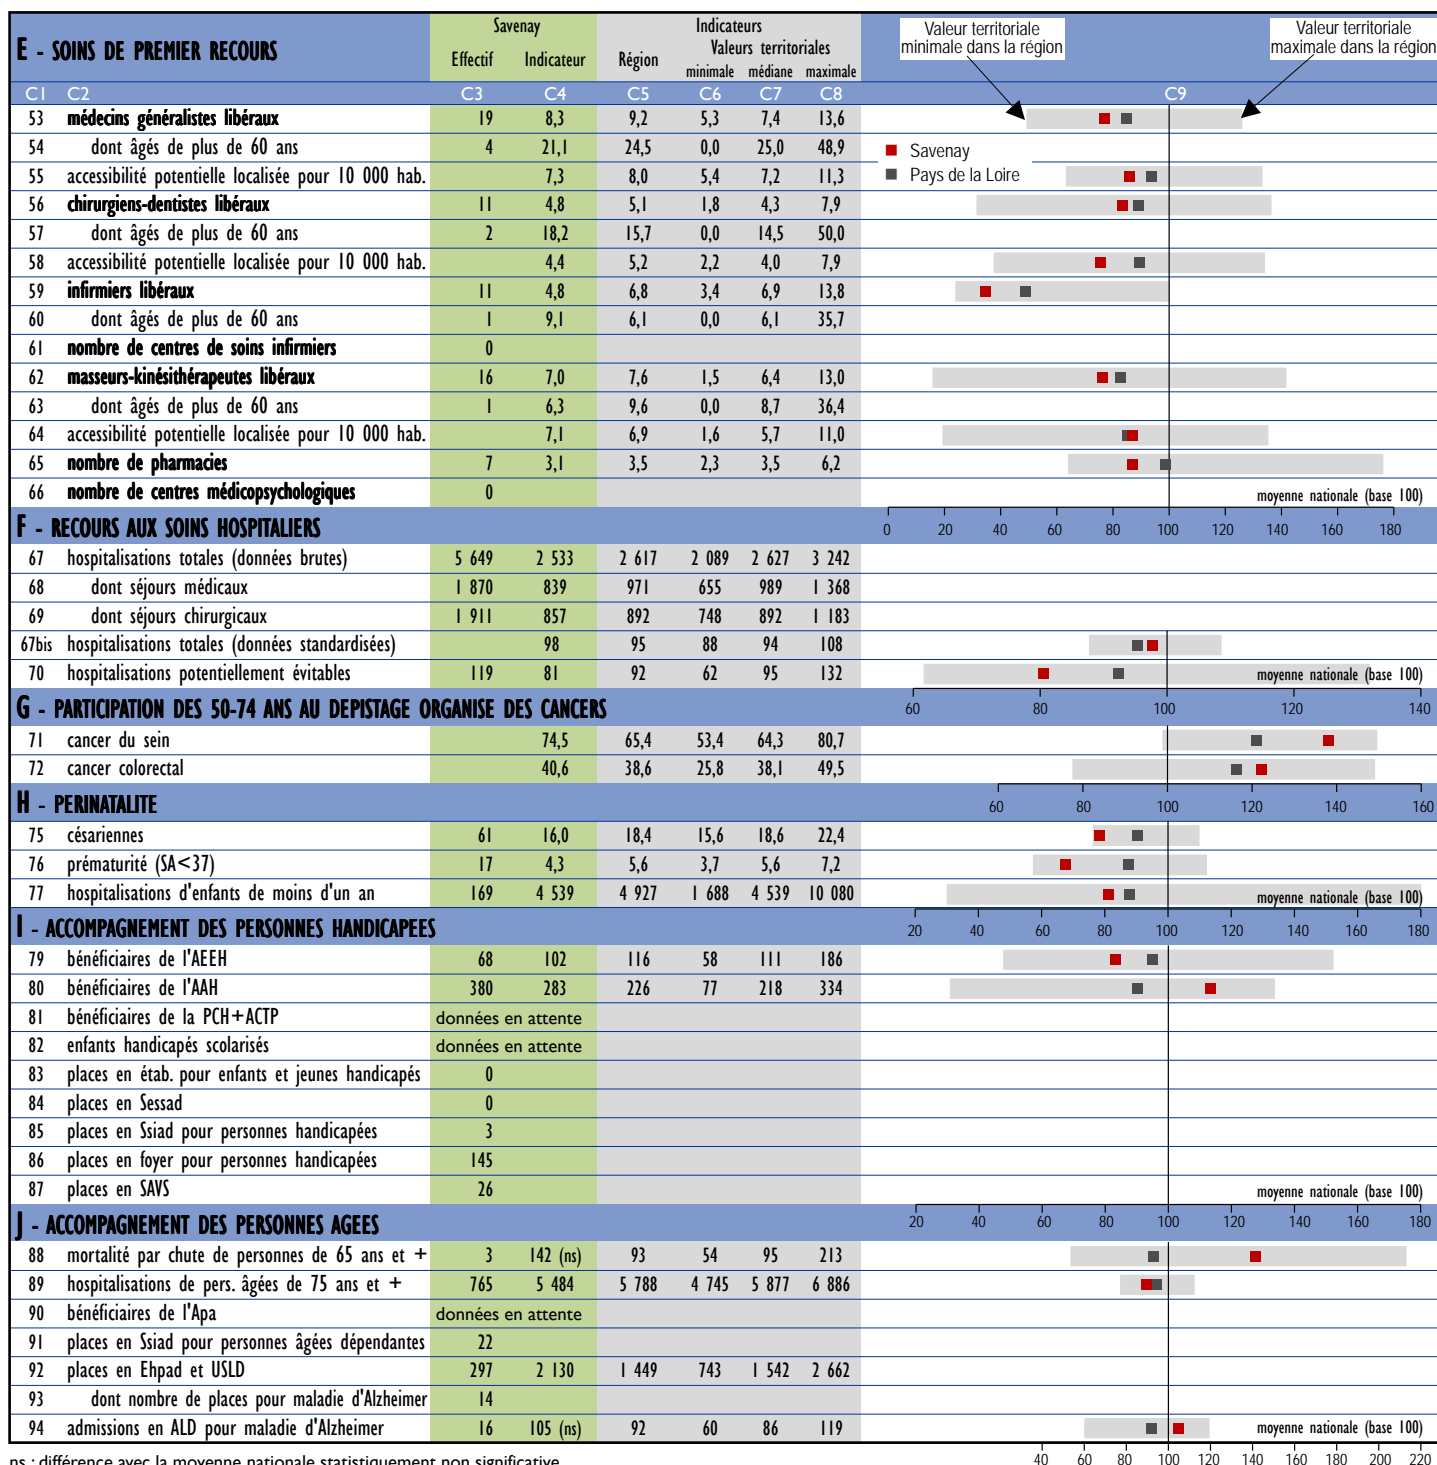 Savenay Indicateurs Valeur territoriale minimale dans la région Valeur territoriale maximale dans la région
E - SOINS DE PREMIER RECOURS Effectif Indicateur Région Valeurs territoriales
minimale médiane maximale
C1 C2 C3 C4 C5 C6 C7 C8 C9
53 médecins généralistes libéraux 19 8,3 9,2 5,3 7,4 13,6
54 dont âgés de plus de 60 ans 4 21,1 24,5 0,0 25,0 48,9 Savenay
55 accessibilité potentielle localisée pour 10 000 hab. 7,3 8,0 5,4 7,2 11,3 Pays de la Loire
56 chirurgiens-dentistes libéraux 11 4,8 5,1 1,8 4,3 7,9
57 dont âgés de plus de 60 ans 2 18,2 15,7 0,0 14,5 50,0
58 accessibilité potentielle localisée pour 10 000 hab. 4,4 5,2 2,2 4,0 7,9
59 infirmiers libéraux 11 4,8 6,8 3,4 6,9 13,8
60 dont âgés de plus de 60 ans 1 9,1 6,1 0,0 6,1 35,7
61 nombre de centres de soins infirmiers 0
62 masseurs-kinésithérapeutes libéraux 16 7,0 7,6 1,5 6,4 13,0
63 dont âgés de plus de 60 ans 1 6,3 9,6 0,0 8,7 36,4
64 accessibilité potentielle localisée pour 10 000 hab. 7,1 6,9 1,6 5,7 11,0
65 nombre de pharmacies 7 3,1 3,5 2,3 3,5 6,2
66 nombre de centres médicopsychologiques 0 moyenne nationale (base 100)
F - RECOURS AUX SOINS HOSPITALIERS 0 20 40 60 80 100 120 140 160 180
67 hospitalisations totales (données brutes) 5 649 2 533 2 617 2 089 2 627 3 242
68 dont séjours médicaux 1 870 839 971 655 989 1 368
69 dont séjours chirurgicaux 1 911 857 892 748 892 1 183
67bis hospitalisations totales (données standardisées) 98 95 88 94 108
70 hospitalisations potentiellement évitables 119 81 92 62 95 132 moyenne nationale (base 100)
G - PARTICIPATION DES 50-74 ANS AU DEPISTAGE ORGANISE DES CANCERS 60 80 100 120 140
71 cancer du sein 74,5 65,4 53,4 64,3 80,7
72 cancer colorectal 40,6 38,6 25,8 38,1 49,5
H - PERINATALITE 60 80 100 120 140 160
75 césariennes 61 16,0 18,4 15,6 18,6 22,4
76 prématurité (SA<37) 17 4,3 5,6 3,7 5,6 7,2
77 hospitalisations d'enfants de moins d'un an 169 4 539 4 927 1 688 4 539 10 080 moyenne nationale (base 100)
I - ACCOMPAGNEMENT DES PERSONNES HANDICAPEES 20 40 60 80 100 120 140 160 180
79 bénéficiaires de l'AEEH 68 102 116 58 111 186
80 bénéficiaires de l'AAH 380 283 226 77 218 334
81 bénéficiaires de la PCH+ACTP données en attente
82 enfants handicapés scolarisés données en attente
83 places en étab. pour enfants et jeunes handicapés 0
84 places en Sessad 0
85 places en Ssiad pour personnes handicapées 3
86 places en foyer pour personnes handicapées 145
87 places en SAVS 26 moyenne nationale (base 100)
J - ACCOMPAGNEMENT DES PERSONNES AGEES 20 40 60 80 100 120 140 160 180
88 mortalité par chute de personnes de 65 ans et + 3 142 (ns) 93 54 95 213
89 hospitalisations de pers. âgées de 75 ans et + 765 5 484 5 788 4 745 5 877 6 886
90 bénéficiaires de l'Apa données en attente
91 places en Ssiad pour personnes âgées dépendantes 22
92 places en Ehpad et USLD 297 2 130 1 449 743 1 542 2 662
93 dont nombre de places pour maladie d'Alzheimer 14
94 admissions en ALD pour maladie d'Alzheimer 16 105 (ns) 92 60 86 119 moyenne nationale (base 100)
40 60 80 100 120 140 160 180 200 220
ns : différence avec la moyenne nationale statistiquement non significative